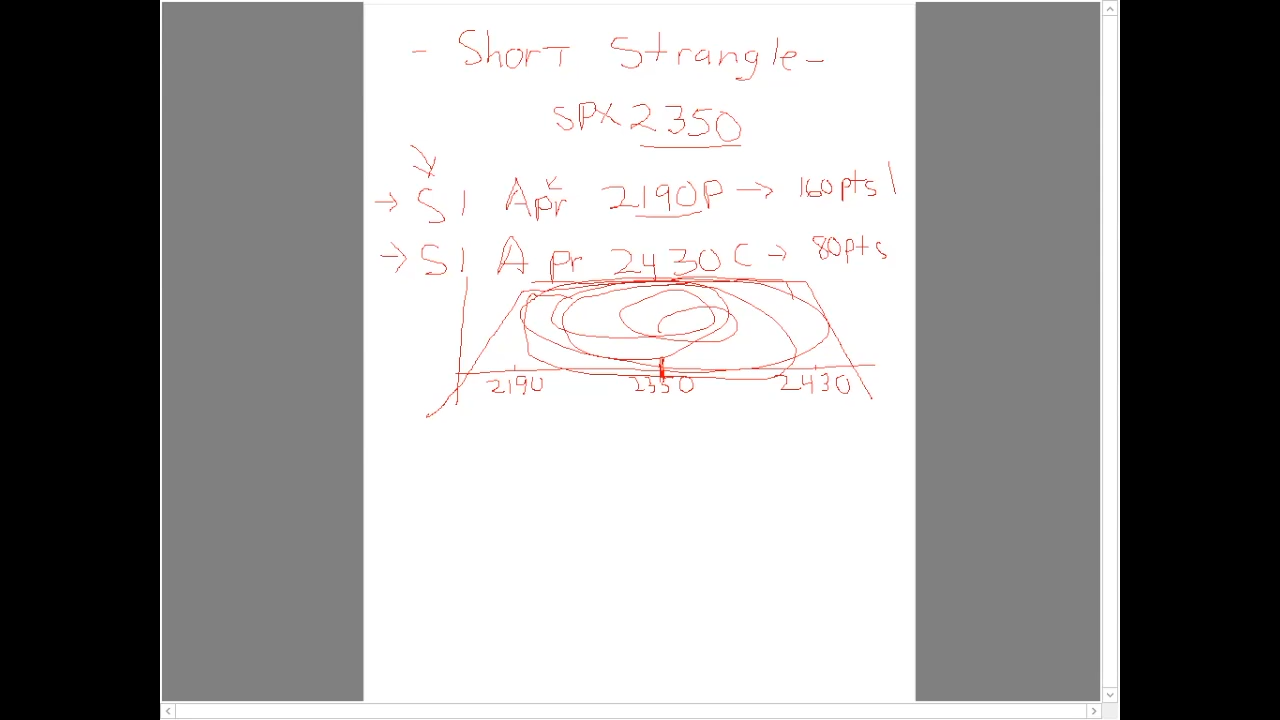 - Short Strangle -
SPX 2350
→ S 1 Apr 2190P → 160pts
→ S 1 Apr 2430C → 80pts
2190 2350 2430